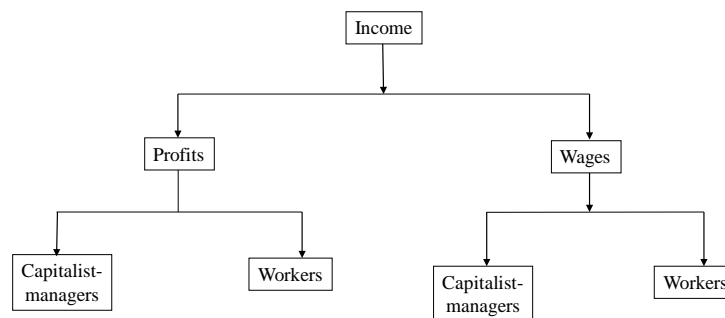 Income
Profits
Wages
Capitalist-
managers
Workers
Capitalist-
managers
Workers